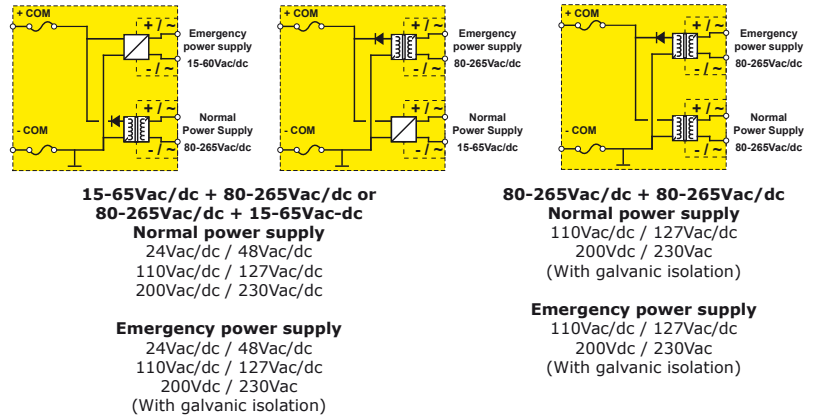 + COM
+ / ~
Emergency
power supply
15-60Vac/dc
- / ~
+ / ~
Normal
Power Supply
80-265Vac/dc
- COM
- / ~
+ COM
+ / ~
Emergency
power supply
80-265Vac/dc
- / ~
+ / ~
Normal
Power Supply
15-65Vac/dc
- COM
- / ~
+ COM
+ / ~
Emergency
power supply
80-265Vac/dc
- / ~
+ / ~
Normal
Power Supply
80-265Vac/dc
- COM
- / ~
15-65Vac/dc + 80-265Vac/dc or
80-265Vac/dc + 15-65Vac-dc
Normal power supply
24Vac/dc / 48Vac/dc
110Vac/dc / 127Vac/dc
200Vac/dc / 230Vac/dc
Emergency power supply
24Vac/dc / 48Vac/dc
110Vac/dc / 127Vac/dc
200Vdc / 230Vac
(With galvanic isolation)
80-265Vac/dc + 80-265Vac/dc
Normal power supply
110Vac/dc / 127Vac/dc
200Vdc / 230Vac
(With galvanic isolation)
Emergency power supply
110Vac/dc / 127Vac/dc
200Vdc / 230Vac
(With galvanic isolation)